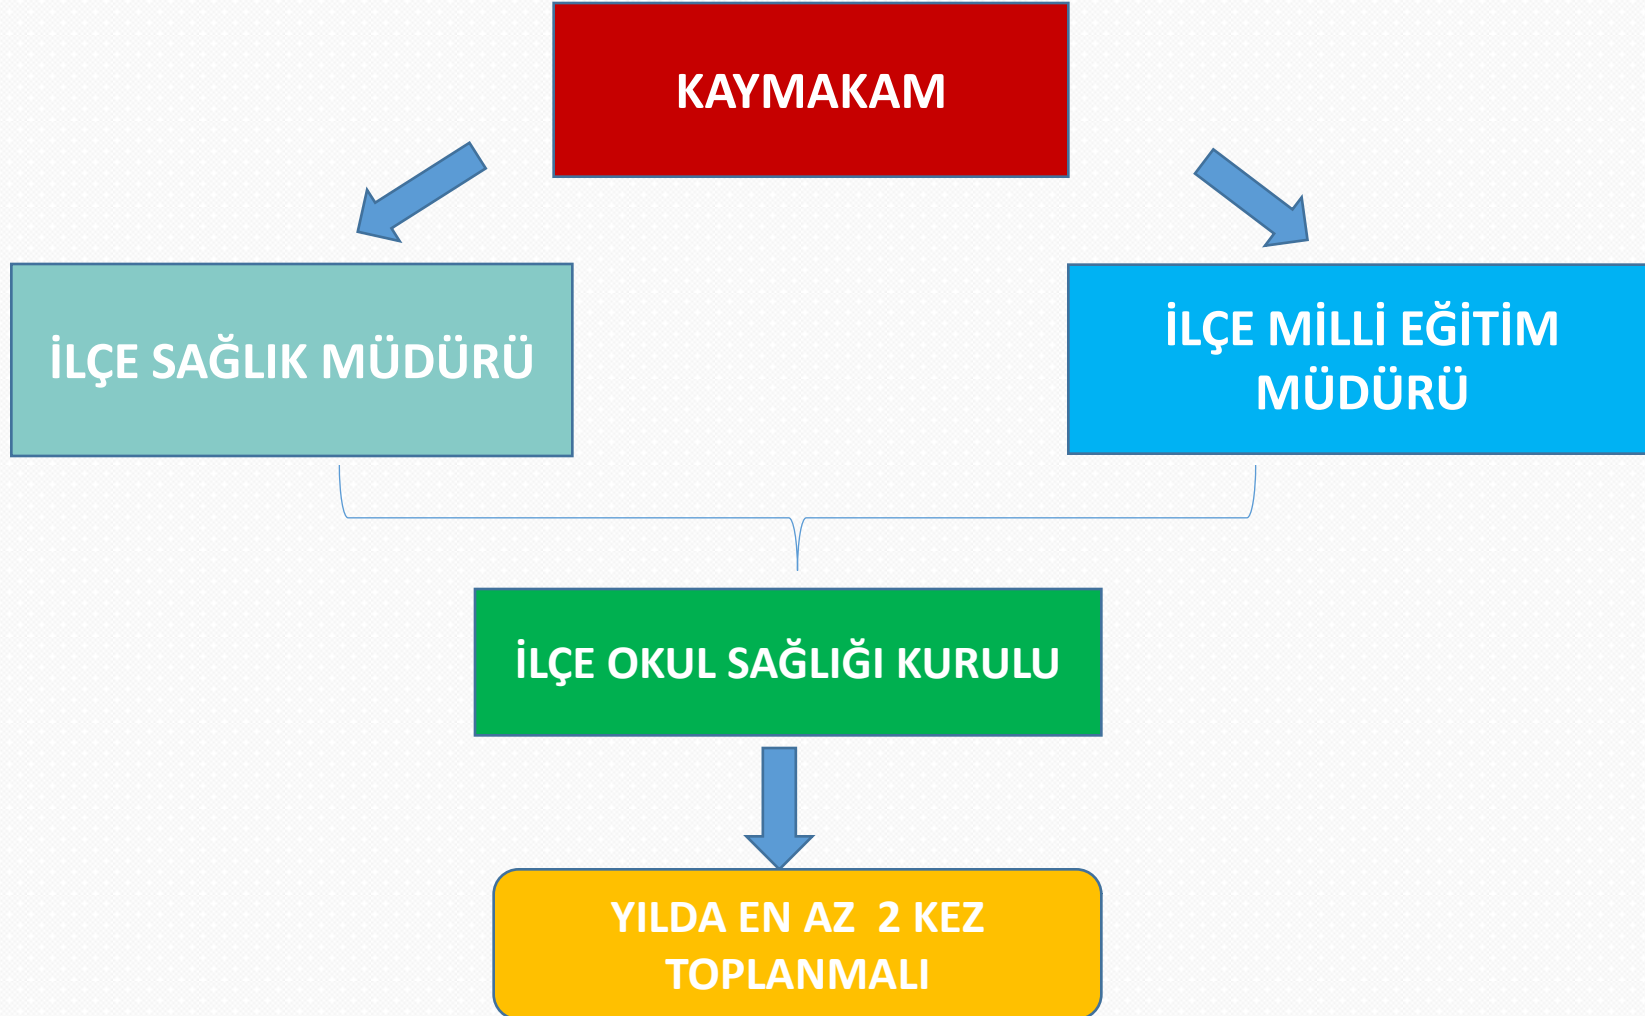 KAYMAKAM
İLÇE SAĞLIK MÜDÜRÜ
İLÇE MİLLİ EĞİTİM
MÜDÜRÜ
İLÇE OKUL SAĞLIĞI KURULU
YILDA EN AZ  2 KEZ
TOPLANMALI